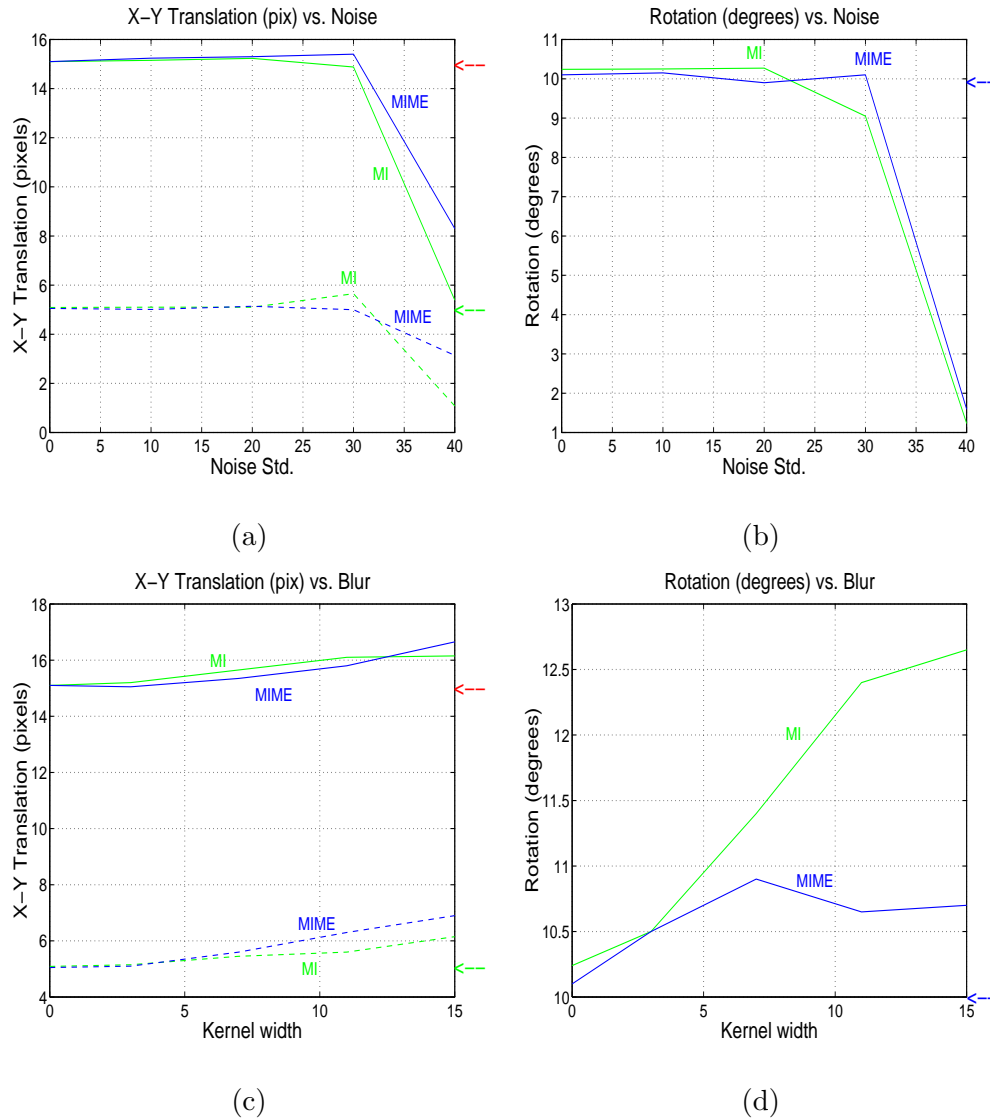 X−Y Translation (pix) vs. Noise
16
14
12
10
8
6
4
2
0
X−Y Translation (pixels)
MIME
MI
MI
MIME
0 5 10 15 20 25 30 35 40
Noise Std.
(a)
Rotation (degrees) vs. Noise
11
10
9
8
7
6
5
4
3
2
1
Rotation (degrees)
MI
MIME
0 5 10 15 20 25 30 35 40
Noise Std.
(b)
X−Y Translation (pix) vs. Blur
18
16
14
12
10
8
6
4
X−Y Translation (pixels)
MI
MIME
MIME
MI
0 5 10 15
Kernel width
(c)
Rotation (degrees) vs. Blur
13
12.5
12
11.5
11
10.5
10
Rotation (degrees)
MI
MIME
0 5 10 15
Kernel width
(d)